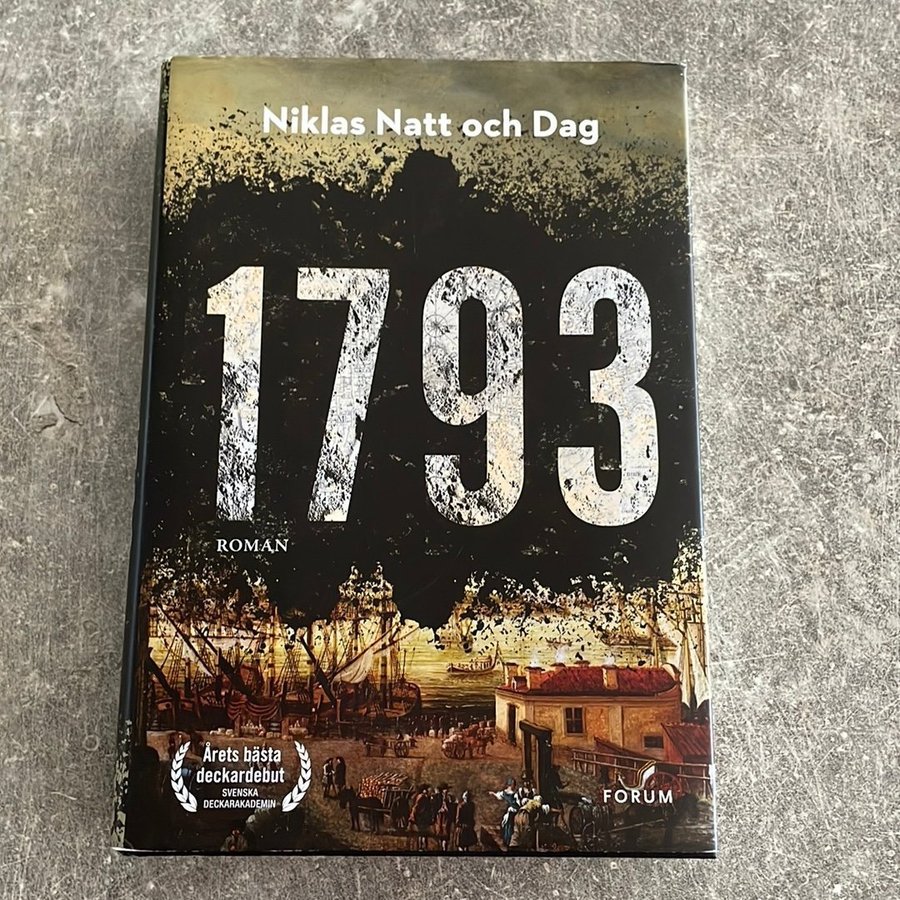 Niklas Natt och Dag
1793
ROMAN
Årets bästa
deckardebut
SVENSKA
DECKARAKADEMIN
FORUM